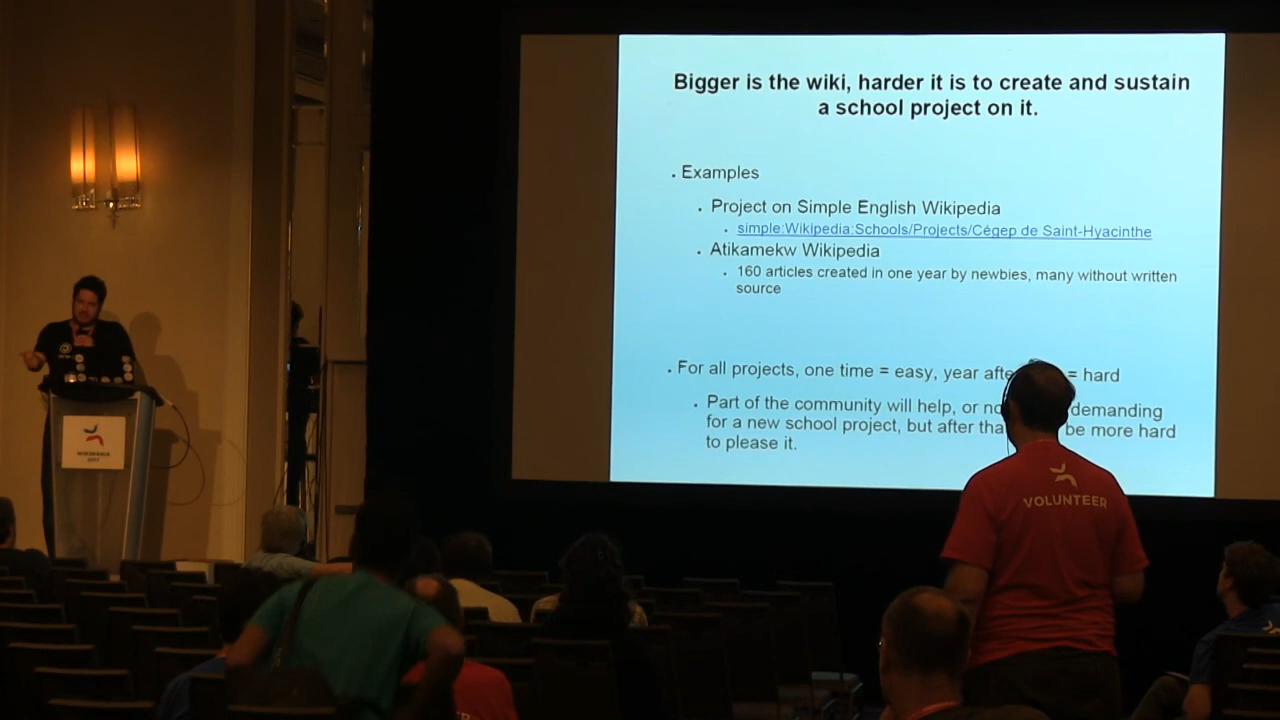 Bigger is the wiki, harder it is to create and sustain
a school project on it.
Examples
Project on Simple English Wikipedia
simple:Wikipedia:Schools/Projects/Cégep de Saint-Hyacinthe
Atikamekw Wikipedia
160 articles created in one year by newbies, many without written
source
For all projects, one time = easy, year = hard
Part of the community will help, or demanding
for a new school project, but after be more hard
to please it.
VOLUNTEER
WIKIMANIA
2017